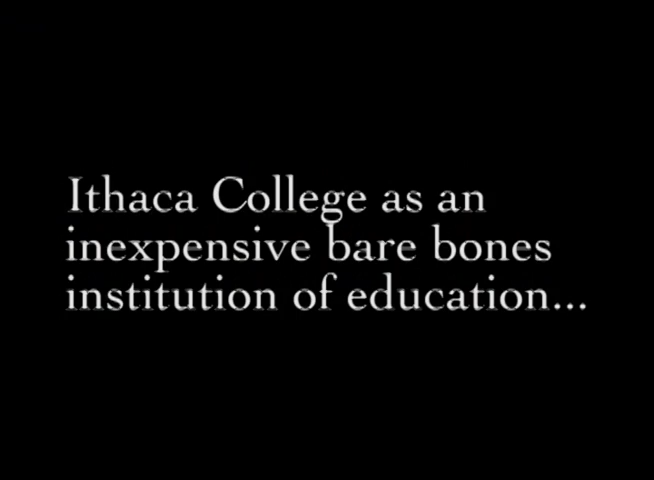 Ithaca College as an
inexpensive bare bones
institution of education...